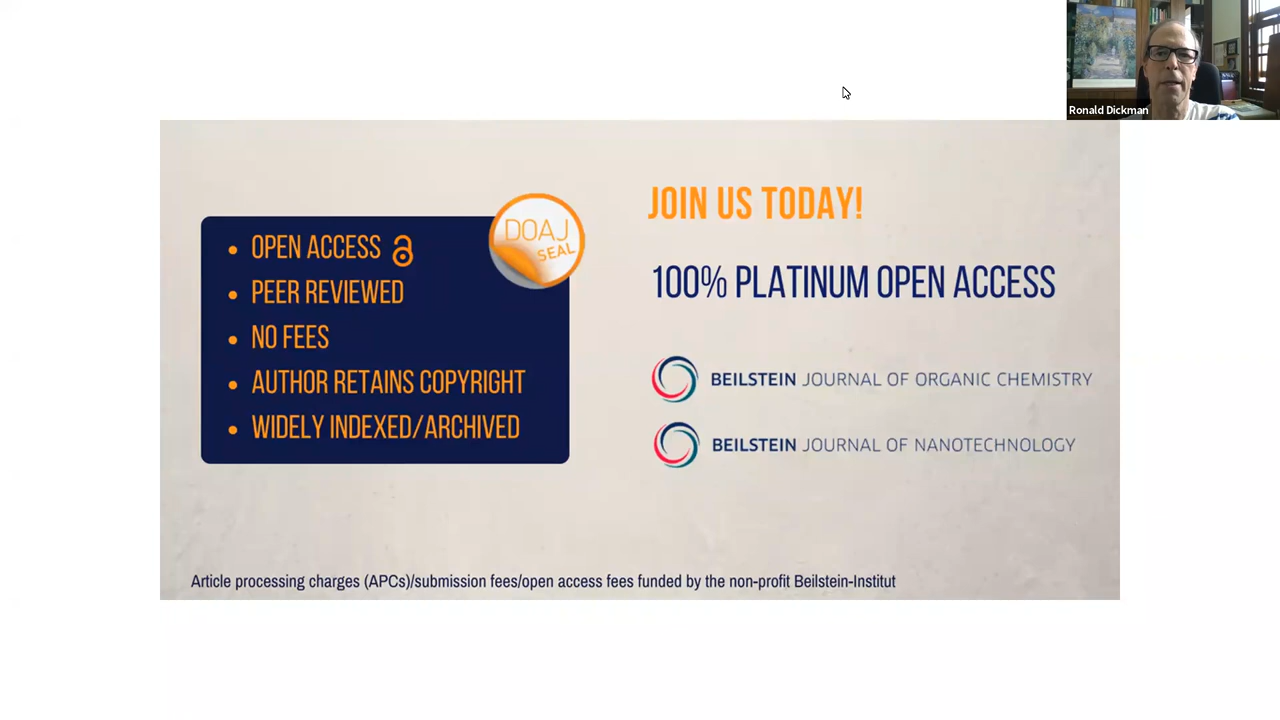 Ronald Dickman
OPEN ACCESS
PEER REVIEWED
NO FEES
AUTHOR RETAINS COPYRIGHT
WIDELY INDEXED/ARCHIVED
DOAJ
SEAL
JOIN US TODAY!
100% PLATINUM OPEN ACCESS
BEILSTEIN JOURNAL OF ORGANIC CHEMISTRY
BEILSTEIN JOURNAL OF NANOTECHNOLOGY
Article processing charges (APCs)/submission fees/open access fees funded by the non-profit Beilstein-Institut